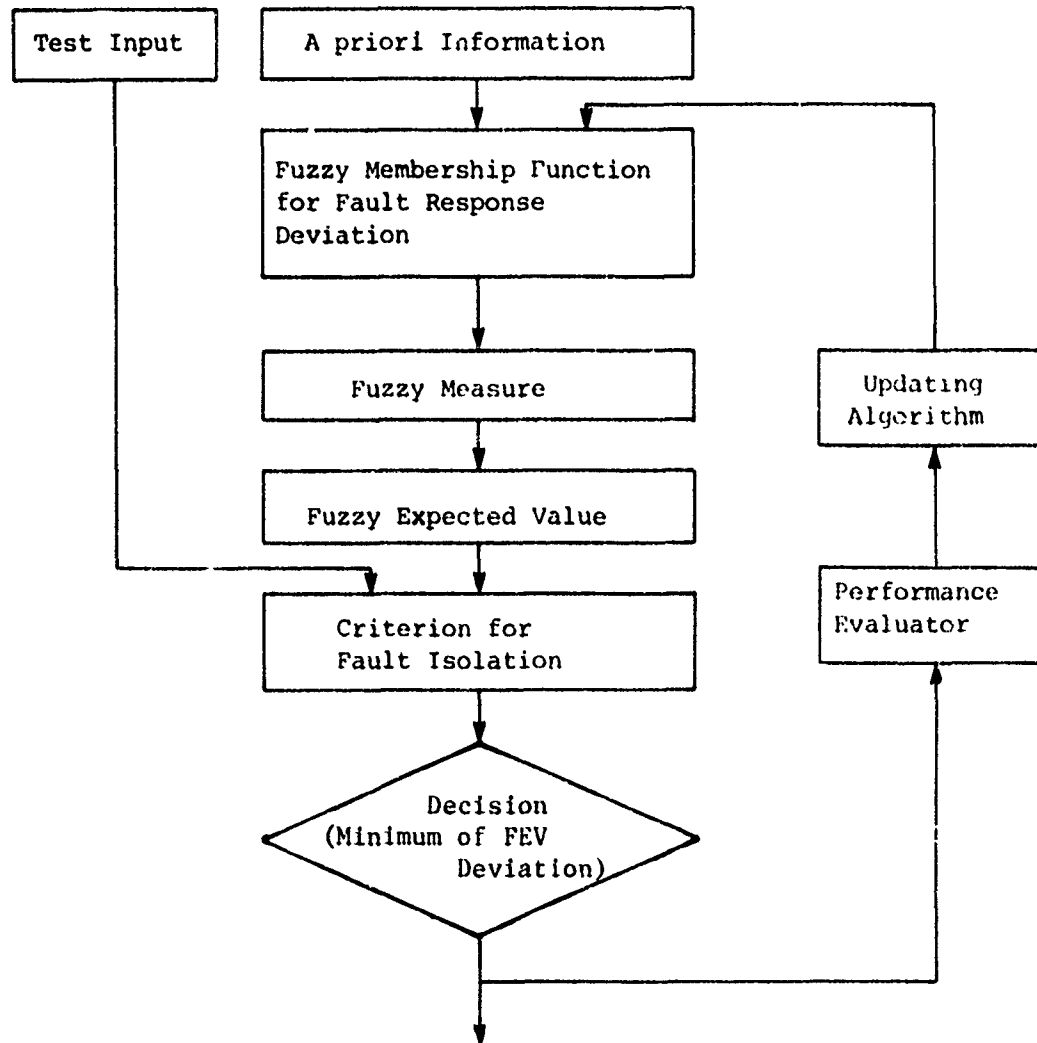 Test Input
A priori Information
Fuzzy Membership Function
for Fault Response
Deviation
Fuzzy Measure
Updating
Algorithm
Fuzzy Expected Value
Performance
Evaluator
Criterion for
Fault Isolation
Decision
(Minimum of FEV
Deviation)